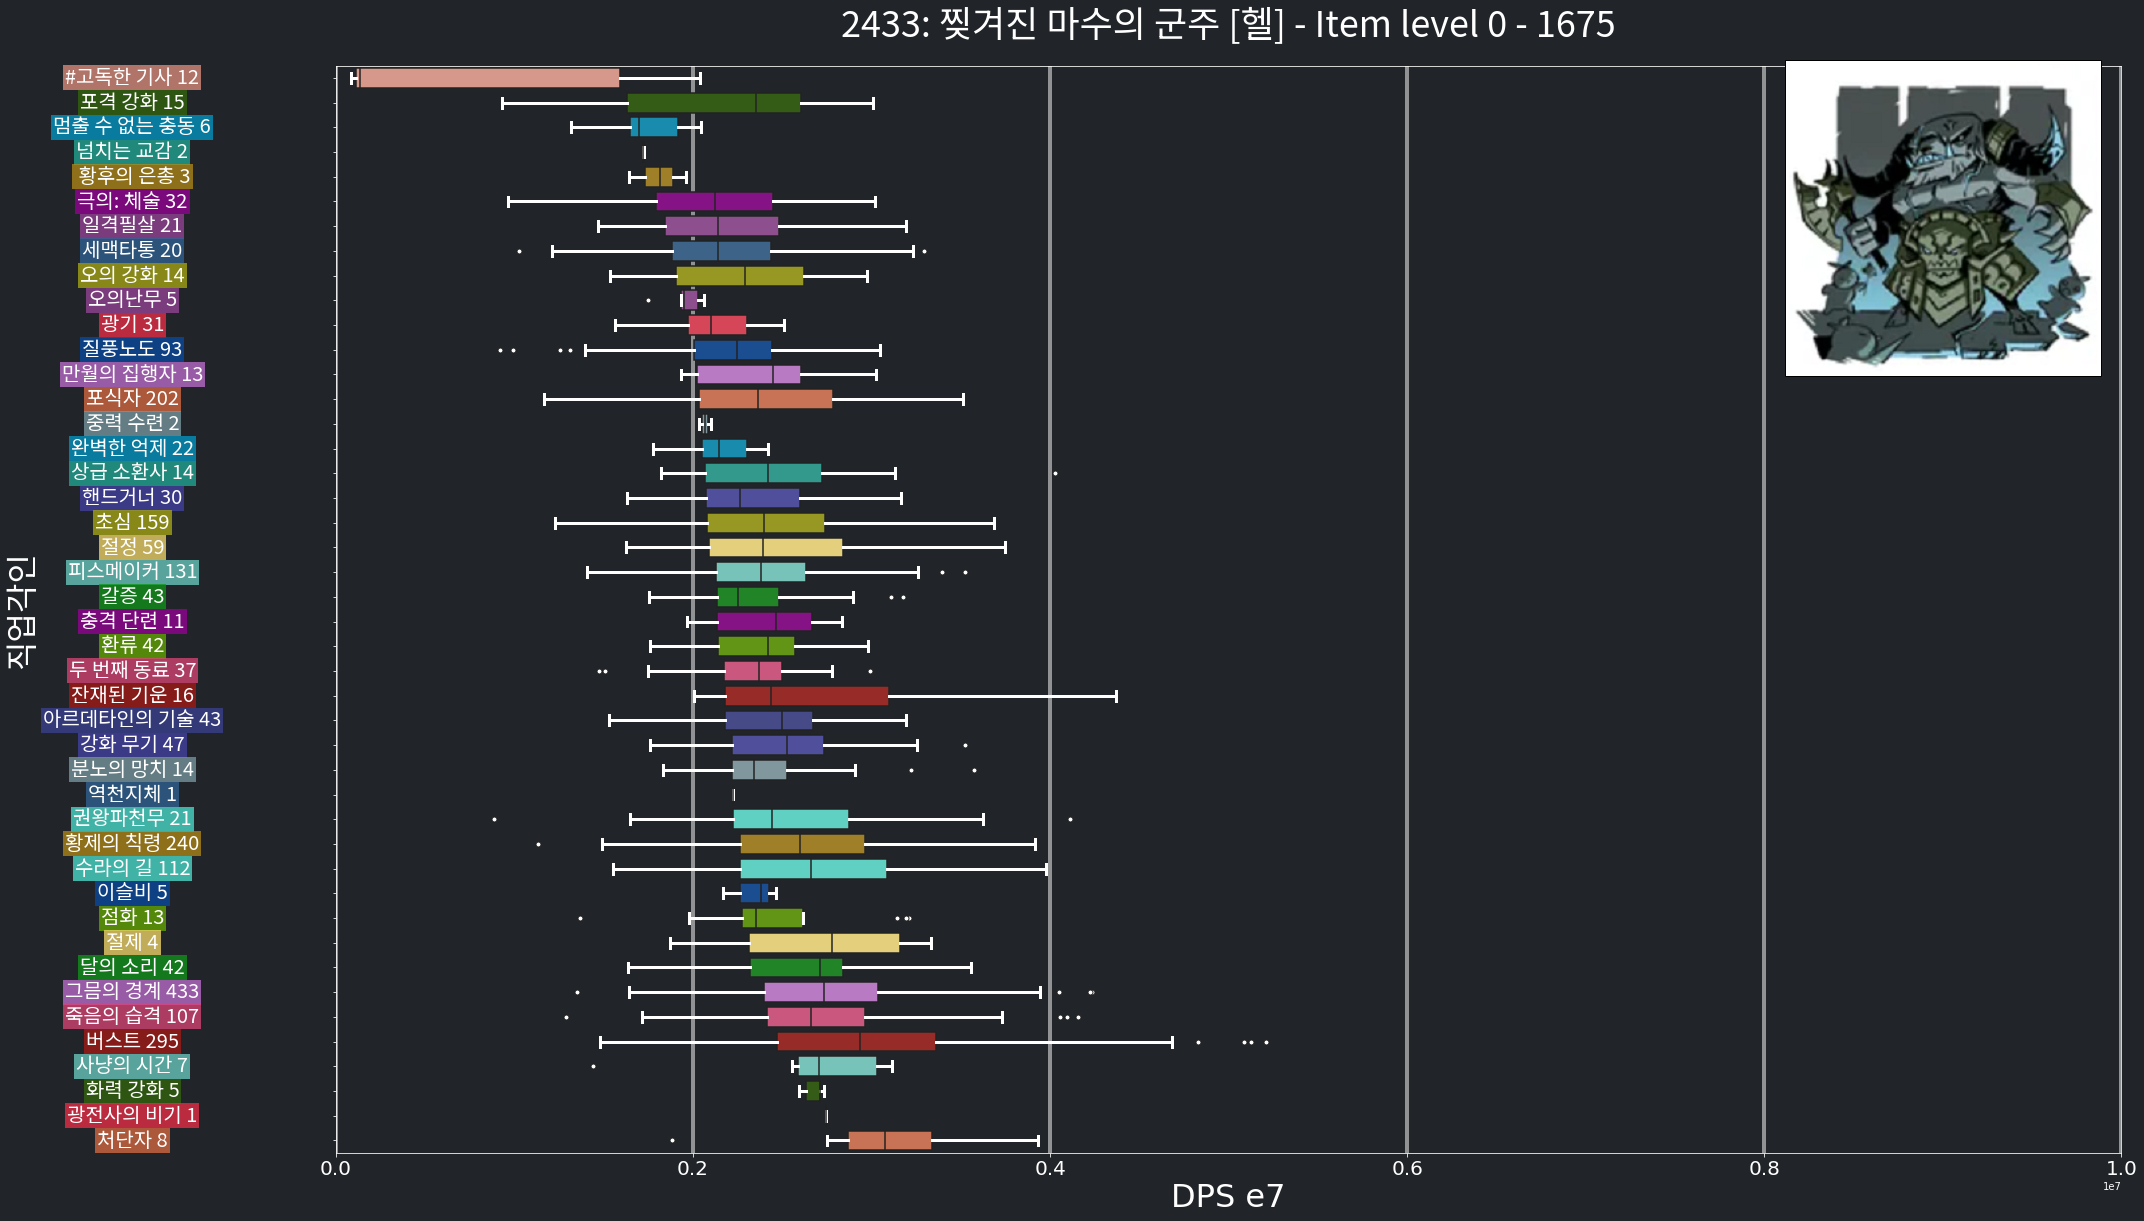 2433: 찢겨진 마수의 군주 [헬] - Item level 0 - 1675
직업각인
#고독한 기사 12
포격 강화 15
멈출 수 없는 충동 6
넘치는 교감 2
황후의 은총 3
극의: 체술 32
일격필살 21
세맥타통 20
오의 강화 14
오의난무 5
광기 31
질풍노도 93
만월의 집행자 13
포식자 202
중력 수련 2
완벽한 억제 22
상급 소환사 14
핸드거너 30
초심 159
절정 59
피스메이커 131
갈증 43
충격 단련 11
환류 42
두 번째 동료 37
잔재된 기운 16
아르데타인의 기술 43
강화 무기 47
분노의 망치 14
역천지체 1
권왕파천무 21
황제의 칙령 240
수라의 길 112
이슬비 5
점화 13
절제 4
달의 소리 42
그믐의 경계 433
죽음의 습격 107
버스트 295
사냥의 시간 7
화력 강화 5
광전사의 비기 1
처단자 8
0.0 0.2 0.4 0.6 0.8 1.0
1e7
DPS e7